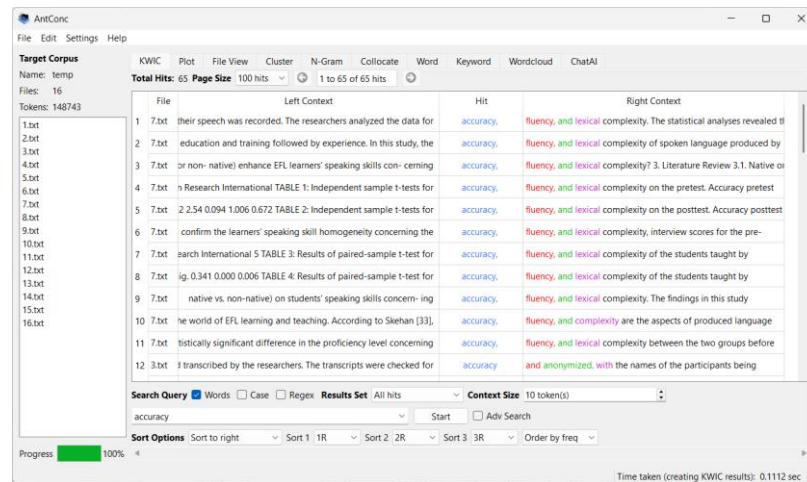 AntConc
File Edit Settings Help
Target Corpus
Name: temp
Files: 16
Tokens: 148743
1.txt
2.txt
3.txt
4.txt
5.txt
6.txt
7.txt
8.txt
9.txt
10.txt
11.txt
12.txt
13.txt
14.txt
15.txt
16.txt
Progress 100%
KWIC Plot File View Cluster N-Gram Collocate Word Keyword Wordcloud ChatAI
Total Hits: 65 Page Size 100 hits 1 to 65 of 65 hits
File Left Context Hit Right Context
1 7.txt their speech was recorded. The researchers analyzed the data for accuracy, fluency, and lexical complexity. The statistical analyses revealed
2 7.txt education and training followed by experience. In this study, the accuracy, fluency, and lexical complexity of spoken language produced by
3 7.txt or non- native) enhance EFL learners' speaking skills con- cerning accuracy, fluency, and lexical complexity? 3. Literature Review 3.1. Native or
4 7.txt n Research International TABLE 1: Independent sample t-tests for accuracy, fluency, and lexical complexity on the pretest. Accuracy pretest
5 7.txt 2 2.54 0.094 1.006 0.672 TABLE 2: Independent sample t-tests for accuracy, fluency, and lexical complexity on the posttest. Accuracy posttest
6 7.txt confirm the learners' speaking skill homogeneity concerning the accuracy, fluency, and lexical complexity, interview scores for the pre-
7 7.txt earch International 5 TABLE 3: Results of paired-sample t-test for accuracy, fluency, and lexical complexity of the students taught by
8 7.txt ig. 0.341 0.000 0.006 TABLE 4: Results of paired-sample t-test for accuracy, fluency, and lexical complexity of the students taught by
9 7.txt native vs. non-native) on students' speaking skills concern- ing accuracy, fluency, and lexical complexity. The findings in this study
10 7.txt he world of EFL learning and teaching. According to Skehan [33], accuracy, fluency, and complexity are the aspects of produced language
11 7.txt tistically significant difference in the proficiency level concerning accuracy, fluency, and lexical complexity between the two groups before
12 3.txt d transcribed by the researchers. The transcripts were checked for accuracy and anonymized, with the names of the participants being
Search Query Words Case Regex Results Set All hits Context Size 10 token(s)
accuracy Start Adv Search
Sort Options Sort to right Sort 1 1R Sort 2 2R Sort 3 3R Order by freq
Time taken (creating KWIC results): 0.1112 sec